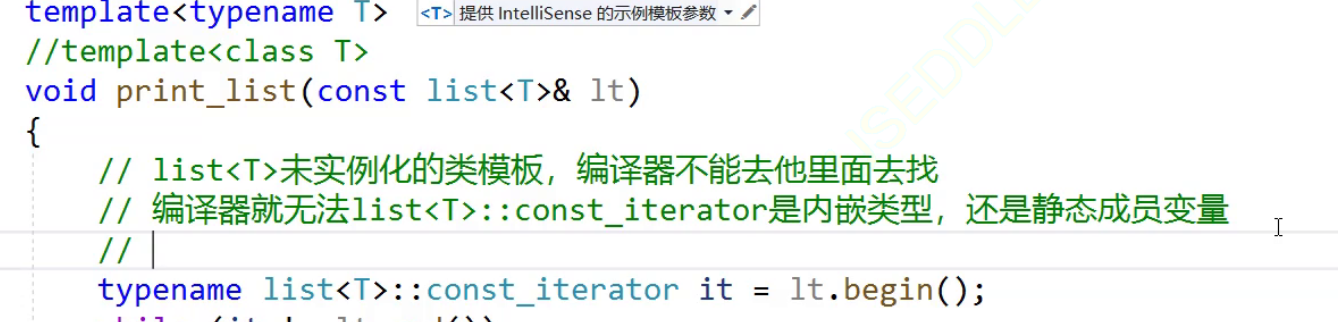 template<typename T> <T> 提供 IntelliSense 的示例模板参数
//template<class T>
void print_list(const list<T>& lt)
{
// list<T>未实例化的类模板，编译器不能去他里面去找
// 编译器就无法list<T>::const_iterator是内嵌类型，还是静态成员变量
//
typename list<T>::const_iterator it = lt.begin();